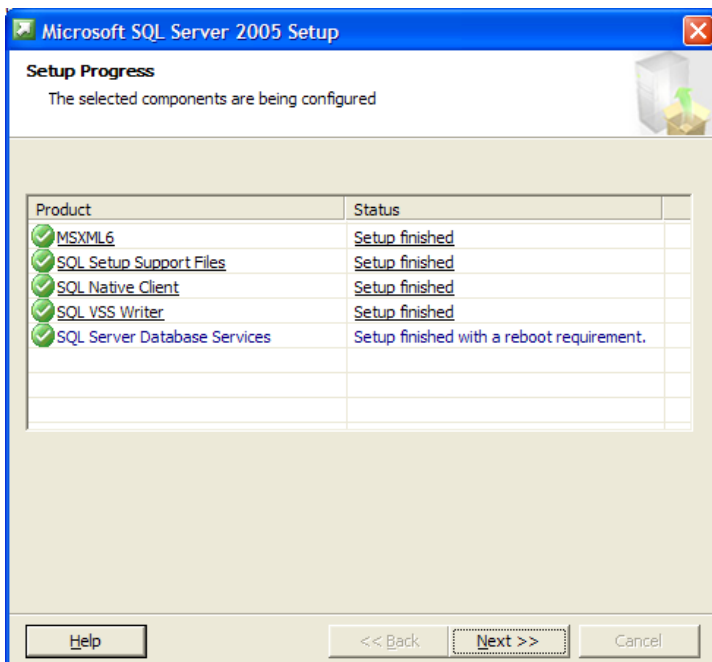 Microsoft SQL Server 2005 Setup
Setup Progress
The selected components are being configured
Product Status
MSXML6 Setup finished
SQL Setup Support Files Setup finished
SQL Native Client Setup finished
SQL VSS Writer Setup finished
SQL Server Database Services Setup finished with a reboot requirement.
Help << Back Next >> Cancel